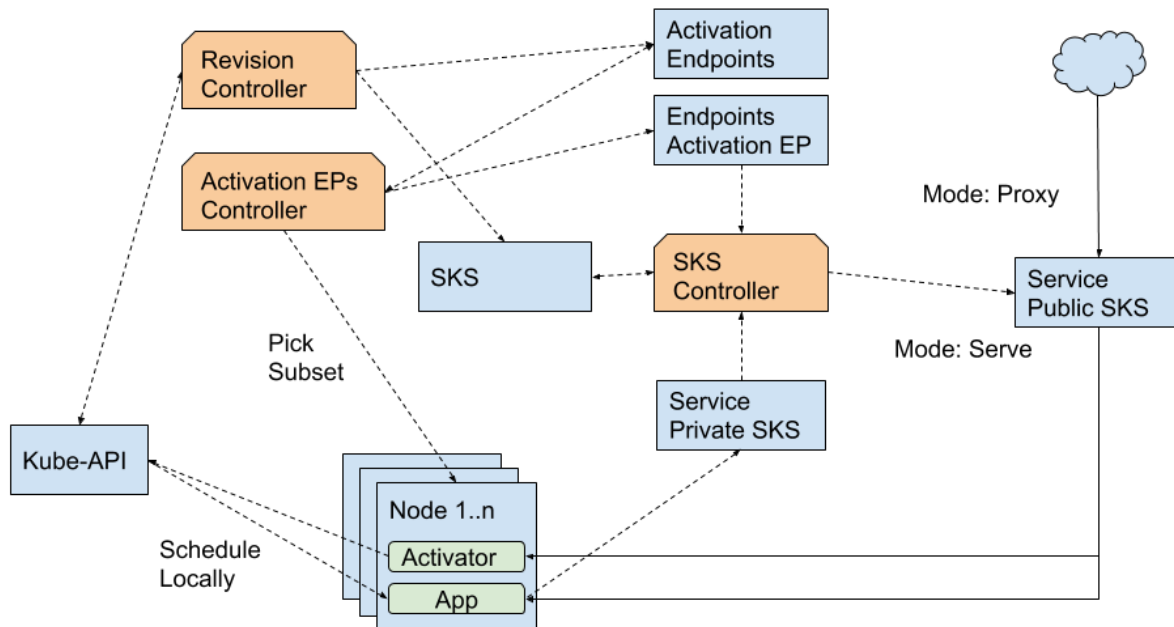 Revision
Controller
Activation
Endpoints
Endpoints
Activation EP
Activation EPs
Controller
Mode: Proxy
SKS
SKS
Controller
Service
Public SKS
Pick
Subset
Mode: Serve
Service
Private SKS
Kube-API
Node 1..n
Schedule
Locally
Activator
App